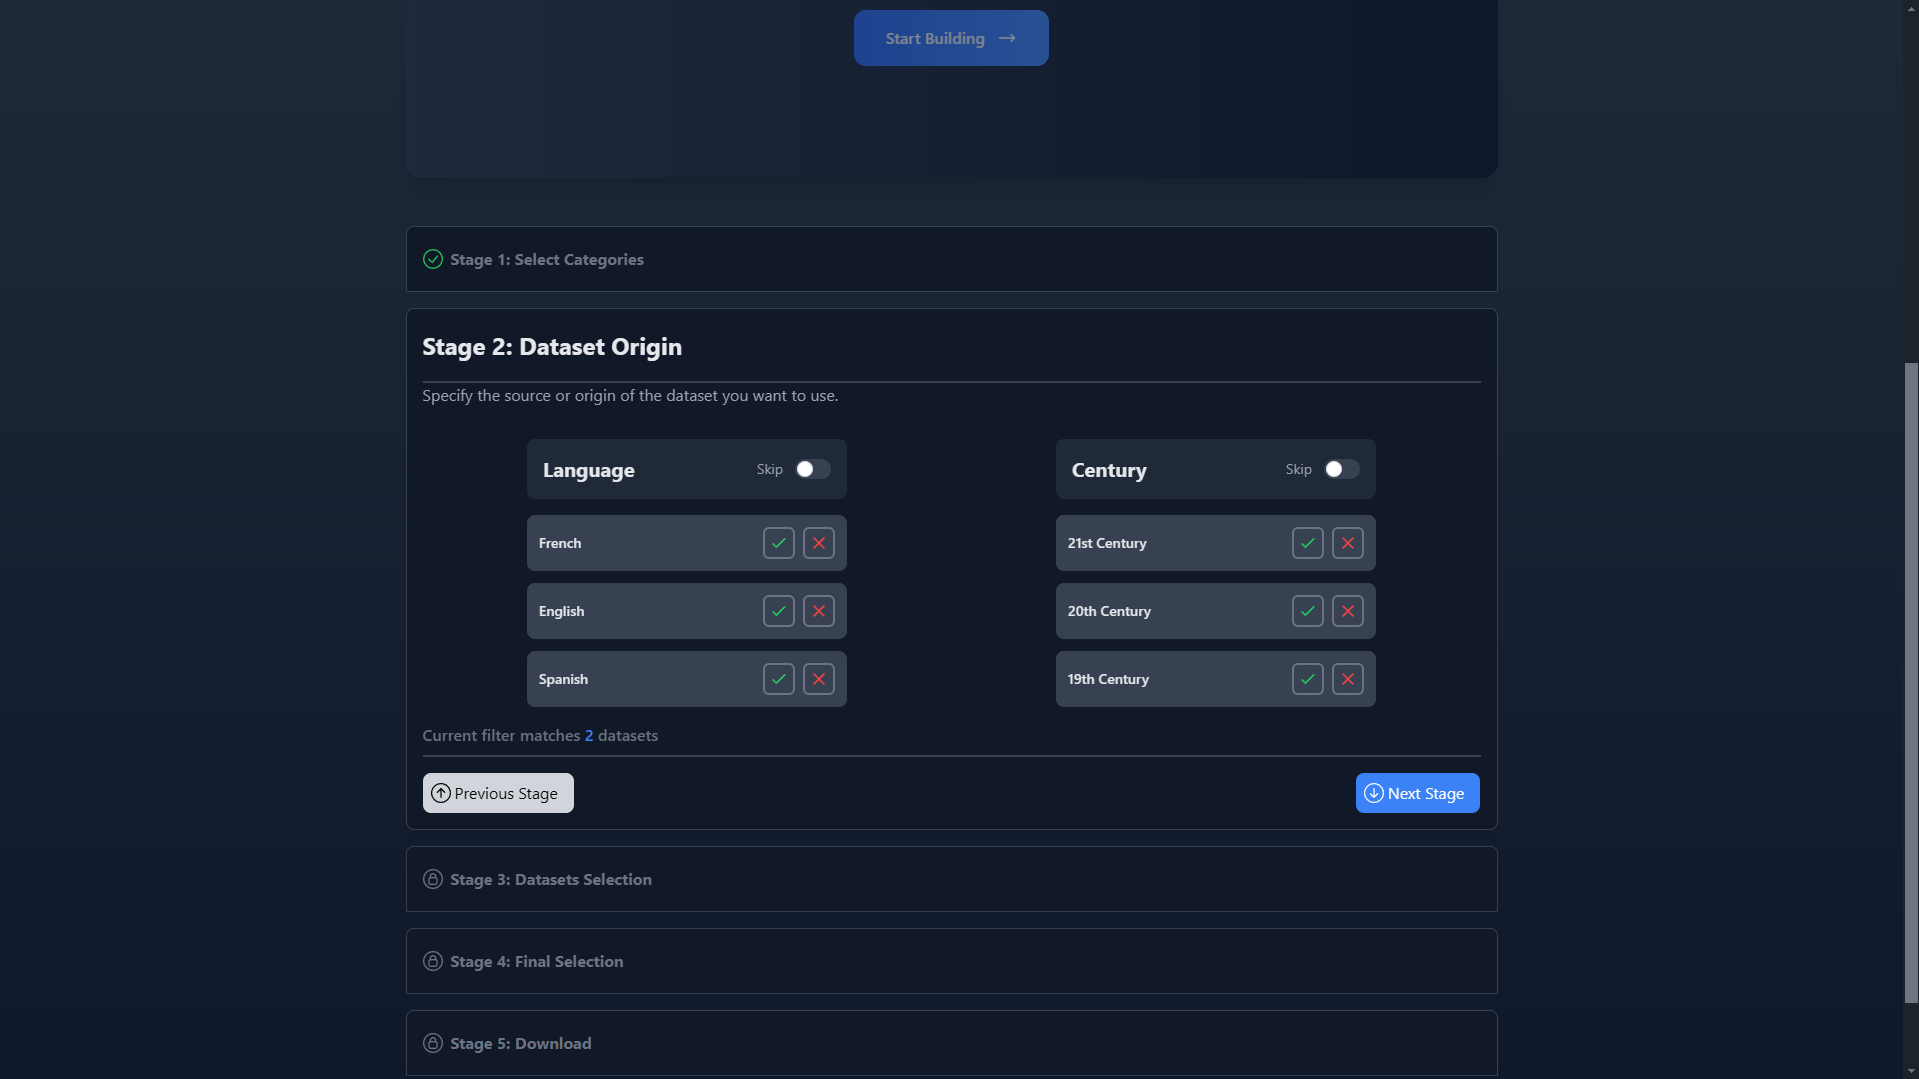 Start Building
Stage 1: Select Categories
Stage 2: Dataset Origin
Specify the source or origin of the dataset you want to use.
Language Skip
French
English
Spanish
Century Skip
21st Century
20th Century
19th Century
Current filter matches 2 datasets
Previous Stage
Next Stage
Stage 3: Datasets Selection
Stage 4: Final Selection
Stage 5: Download